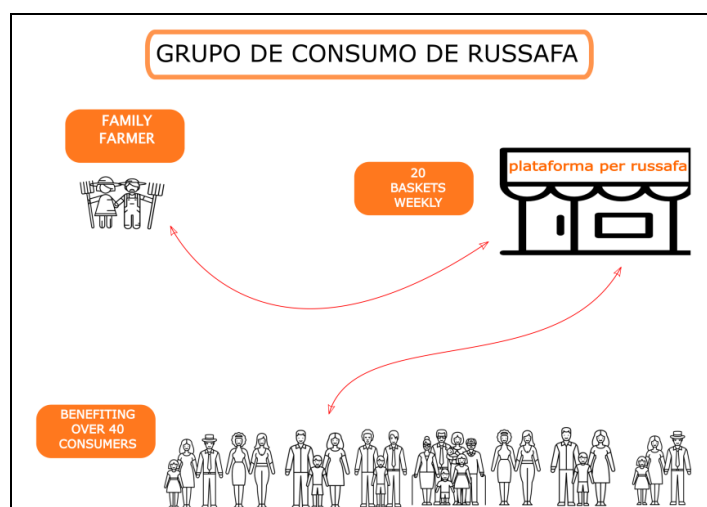 GRUPO DE CONSUMO DE RUSSAFA
FAMILY
FARMER
20
BASKETS
WEEKLY
plataforma per russafa
BENEFITING
OVER 40
CONSUMERS